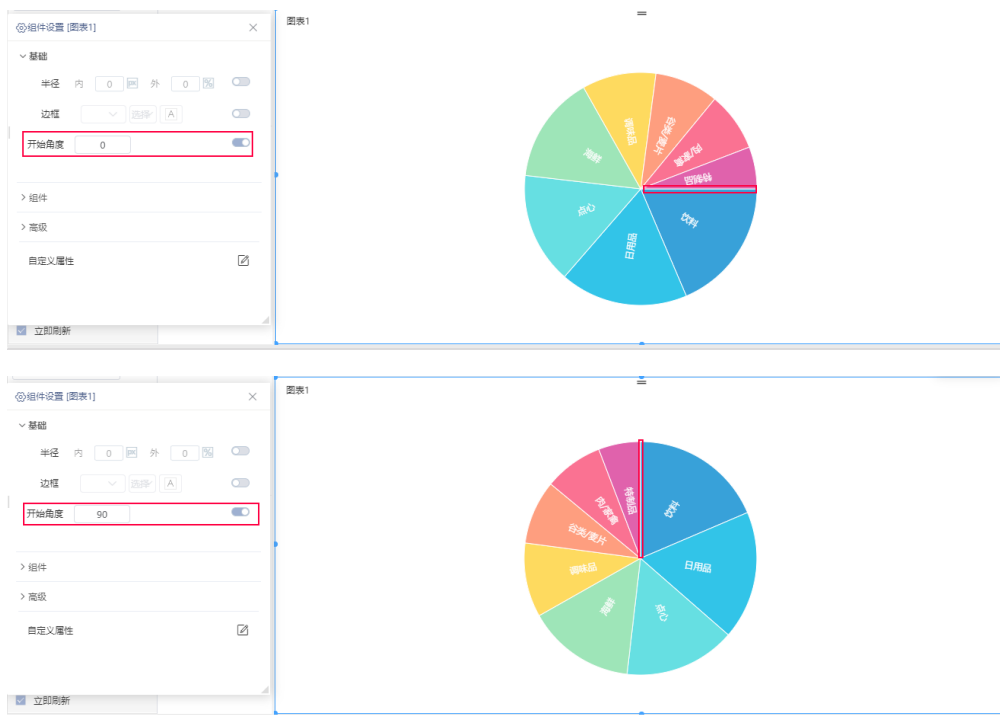 组件设置 [图表1]
基础
半径 内 0 px 外 0 %
边框 选择 A
开始角度 0
组件
高级
自定义属性
立即刷新
图表1
调味品
谷类/麦片
肉/家禽
特制品
海鲜
点心
日用品
饮料
组件设置 [图表1]
基础
半径 内 0 px 外 0 %
边框 选择 A
开始角度 90
组件
高级
自定义属性
立即刷新
图表1
特制品
肉/家禽
谷类/麦片
调味品
海鲜
点心
日用品
饮料